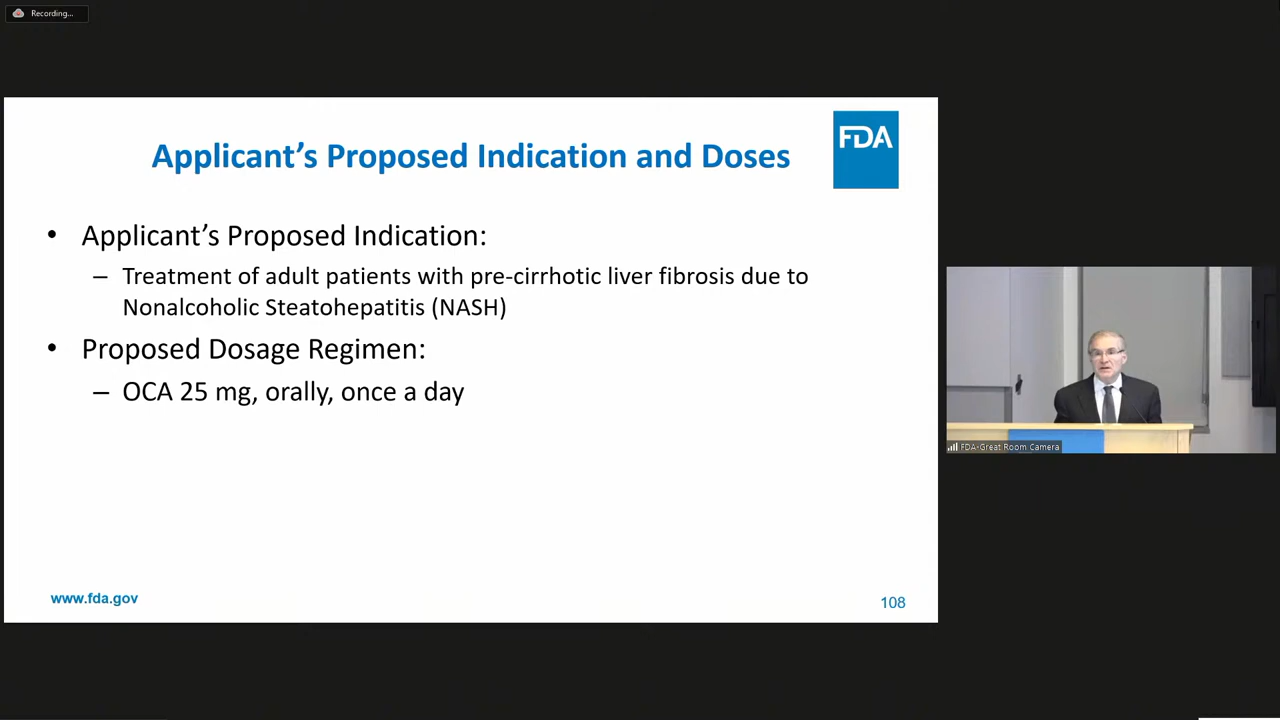 Recording...
Applicant’s Proposed Indication and Doses
FDA
• Applicant’s Proposed Indication:
– Treatment of adult patients with pre-cirrhotic liver fibrosis due to
Nonalcoholic Steatohepatitis (NASH)
• Proposed Dosage Regimen:
– OCA 25 mg, orally, once a day
FDA-Great Room Camera
www.fda.gov
108